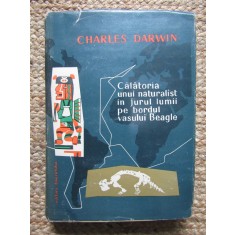 CHARLES DARWIN
Călătoria
unui naturalist
în jurul lumii
pe bordul
vasului Beagle